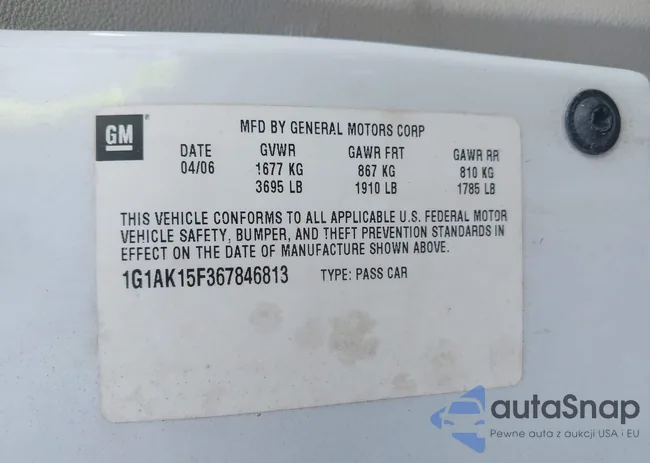 GM
MFD BY GENERAL MOTORS CORP
DATE GVWR GAWR FRT GAWR RR
04/06 1677 KG 867 KG 810 KG
3695 LB 1910 LB 1785 LB
THIS VEHICLE CONFORMS TO ALL APPLICABLE U.S. FEDERAL MOTOR
VEHICLE SAFETY, BUMPER, AND THEFT PREVENTION STANDARDS IN
EFFECT ON THE DATE OF MANUFACTURE SHOWN ABOVE.
1G1AK15F367846813 TYPE: PASS CAR
autaSnap
Pewne auta z aukcji USA i EU